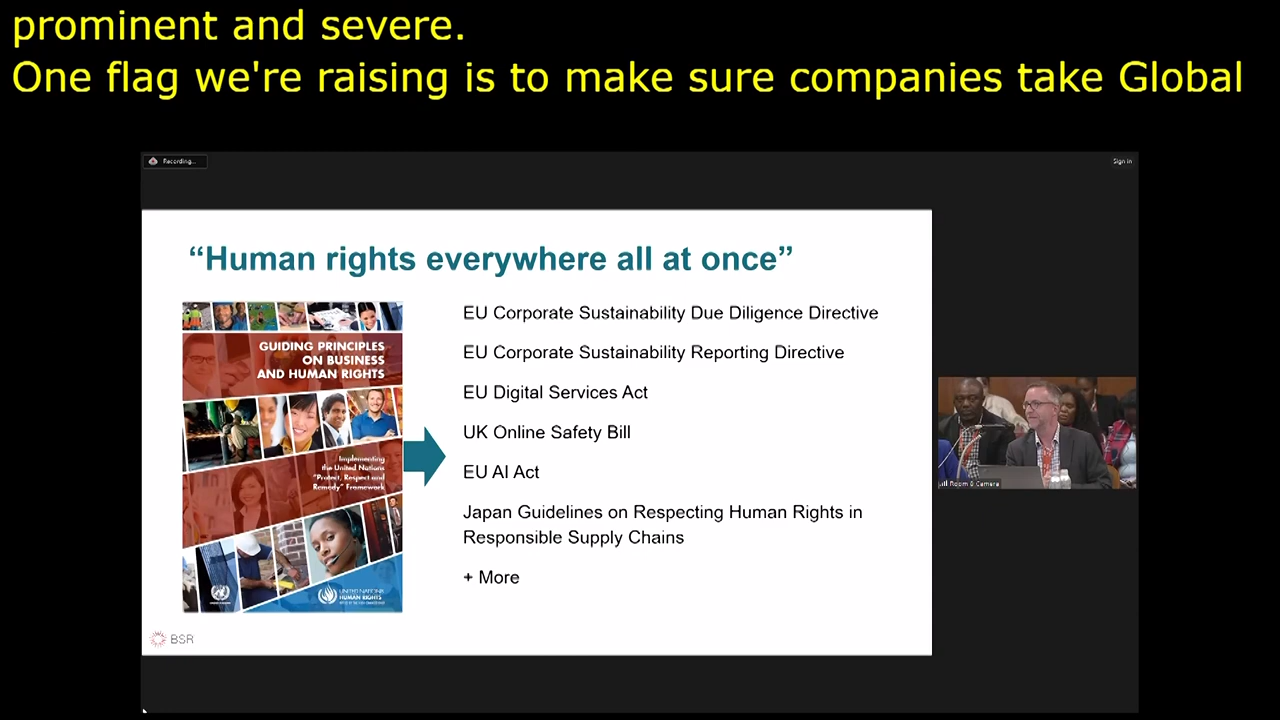 prominent and severe.
One flag we're raising is to make sure companies take Global
Recording...
Sign in
“Human rights everywhere all at once”
GUIDING PRINCIPLES
ON BUSINESS
AND HUMAN RIGHTS
Implementing
the United Nations
“Protect, Respect and
Remedy” Framework
UNITED NATIONS
HUMAN RIGHTS
EU Corporate Sustainability Due Diligence Directive
EU Corporate Sustainability Reporting Directive
EU Digital Services Act
UK Online Safety Bill
EU AI Act
Japan Guidelines on Respecting Human Rights in
Responsible Supply Chains
+ More
BSR
Room 8 Camera